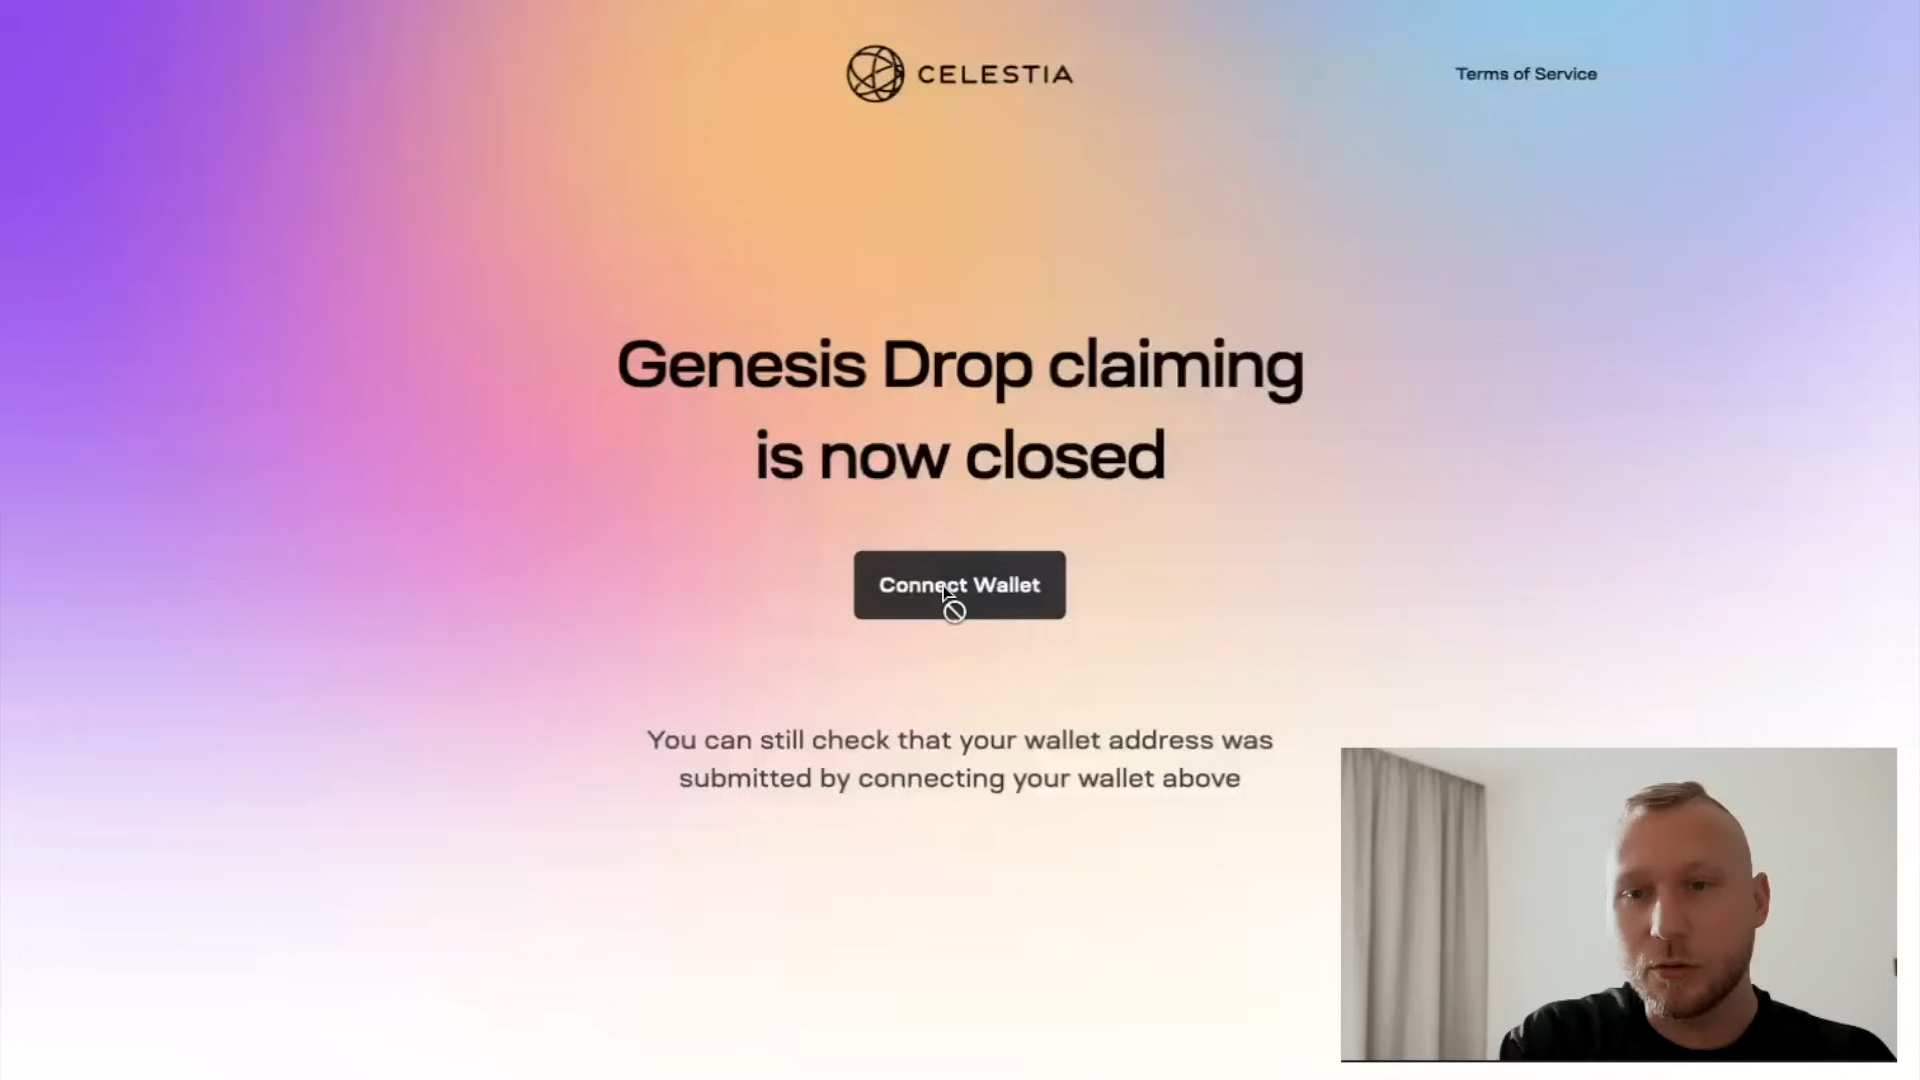 CELESTIA
Terms of Service
Genesis Drop claiming
is now closed
Connect Wallet
You can still check that your wallet address was
submitted by connecting your wallet above